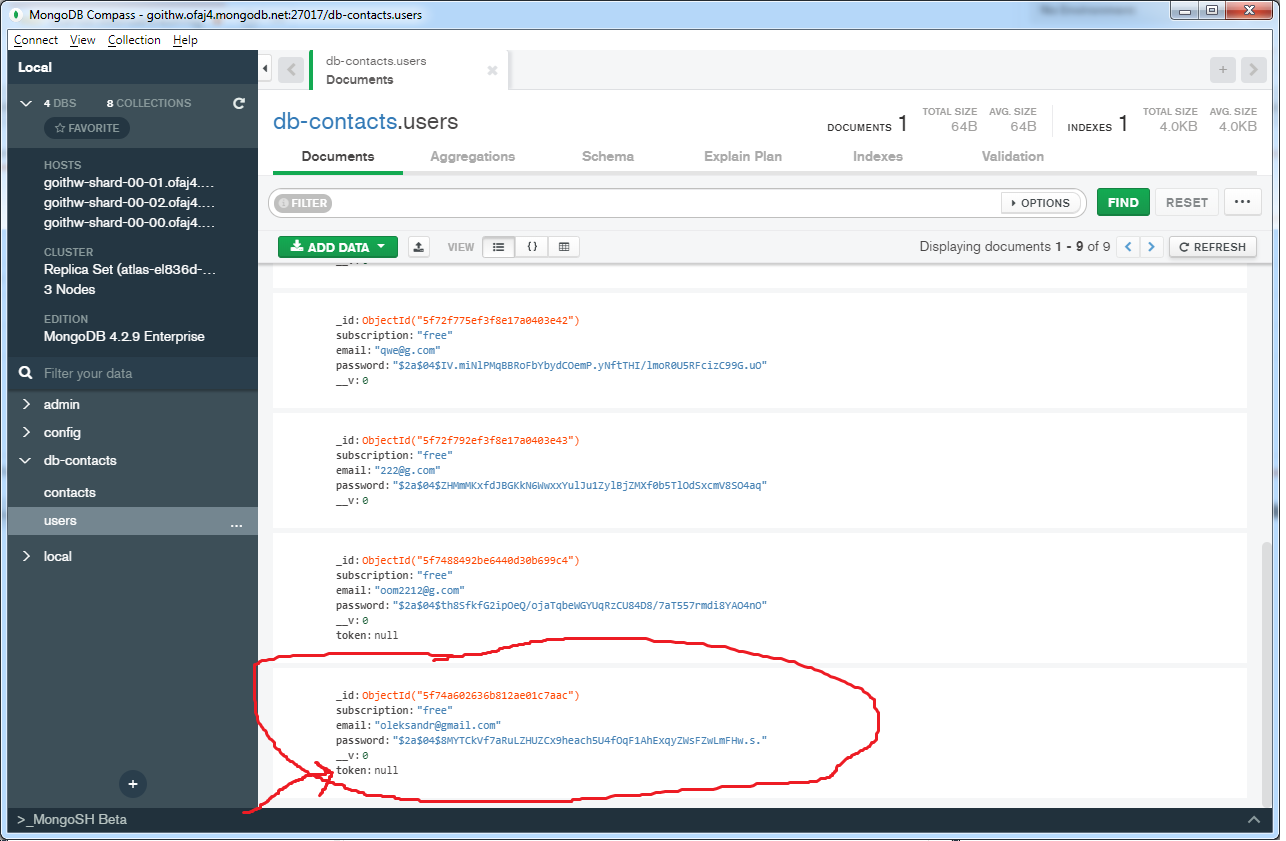 MongoDB Compass - goithw.ofaj4.mongodb.net:27017/db-contacts.users
Connect View Collection Help
Local
4 DBS 8 COLLECTIONS
FAVORITE
HOSTS
goithw-shard-00-01.ofaj4....
goithw-shard-00-02.ofaj4....
goithw-shard-00-00.ofaj4....
CLUSTER
Replica Set (atlas-el836d-...
3 Nodes
EDITION
MongoDB 4.2.9 Enterprise
Filter your data
admin
config
db-contacts
contacts
users ...
local
>_MongoSH Beta
db-contacts.users
Documents
db-contacts.users
DOCUMENTS 1 TOTAL SIZE 64B AVG. SIZE 64B INDEXES 1 TOTAL SIZE 4.0KB AVG. SIZE 4.0KB
Documents Aggregations Schema Explain Plan Indexes Validation
FILTER OPTIONS FIND RESET ...
ADD DATA VIEW {} Displaying documents 1 - 9 of 9 < > REFRESH
_id: ObjectId("5f72f775ef3f8e17a0403e42")
subscription: "free"
email: "qwe@g.com"
password: "$2a$04$IV.miNlPMqBBRoFbYbydCOemP.yNftTHI/lmoR0U5RFcizC99G.uO"
__v: 0
_id: ObjectId("5f72f792ef3f8e17a0403e43")
subscription: "free"
email: "222@g.com"
password: "$2a$04$ZHMmMKxfdJBGKkN6WwxxYulJu1ZylBjZMXf0b5TlOdSxcmV8SO4aq"
__v: 0
_id: ObjectId("5f7488492be6440d30b699c4")
subscription: "free"
email: "oom2212@g.com"
password: "$2a$04$th8SfkfG2ipOeQ/ojaTqbeWGYUqRzCU84D8/7aT557rmdi8YAO4nO"
__v: 0
token: null
_id: ObjectId("5f74a602636b812ae01c7aac")
subscription: "free"
email: "oleksandr@gmail.com"
password: "$2a$04$8MYTCkVf7aRuLZHUZCx9heach5U4fOqF1AhExqyZWsFZwLmFHw.s."
__v: 0
token: null